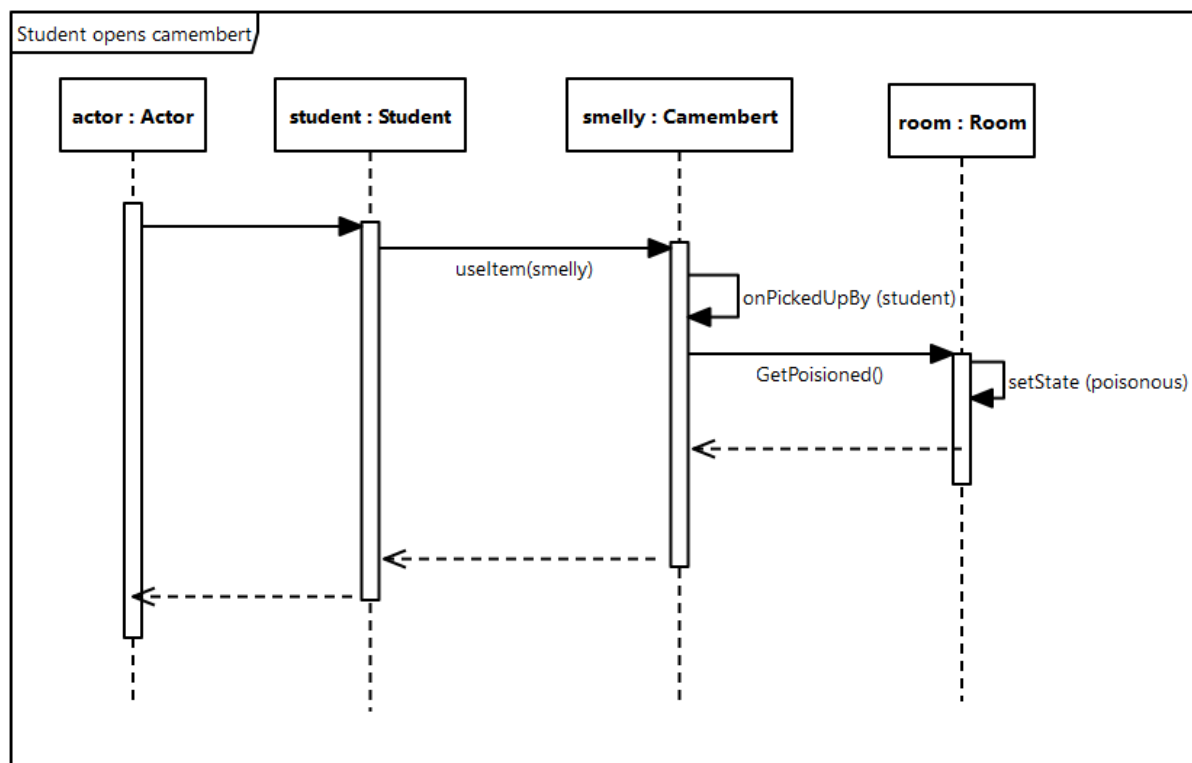 Student opens camembert
actor : Actor
student : Student
smelly : Camembert
room : Room
useItem(smelly)
onPickedUpBy (student)
GetPoisioned()
setState (poisonous)